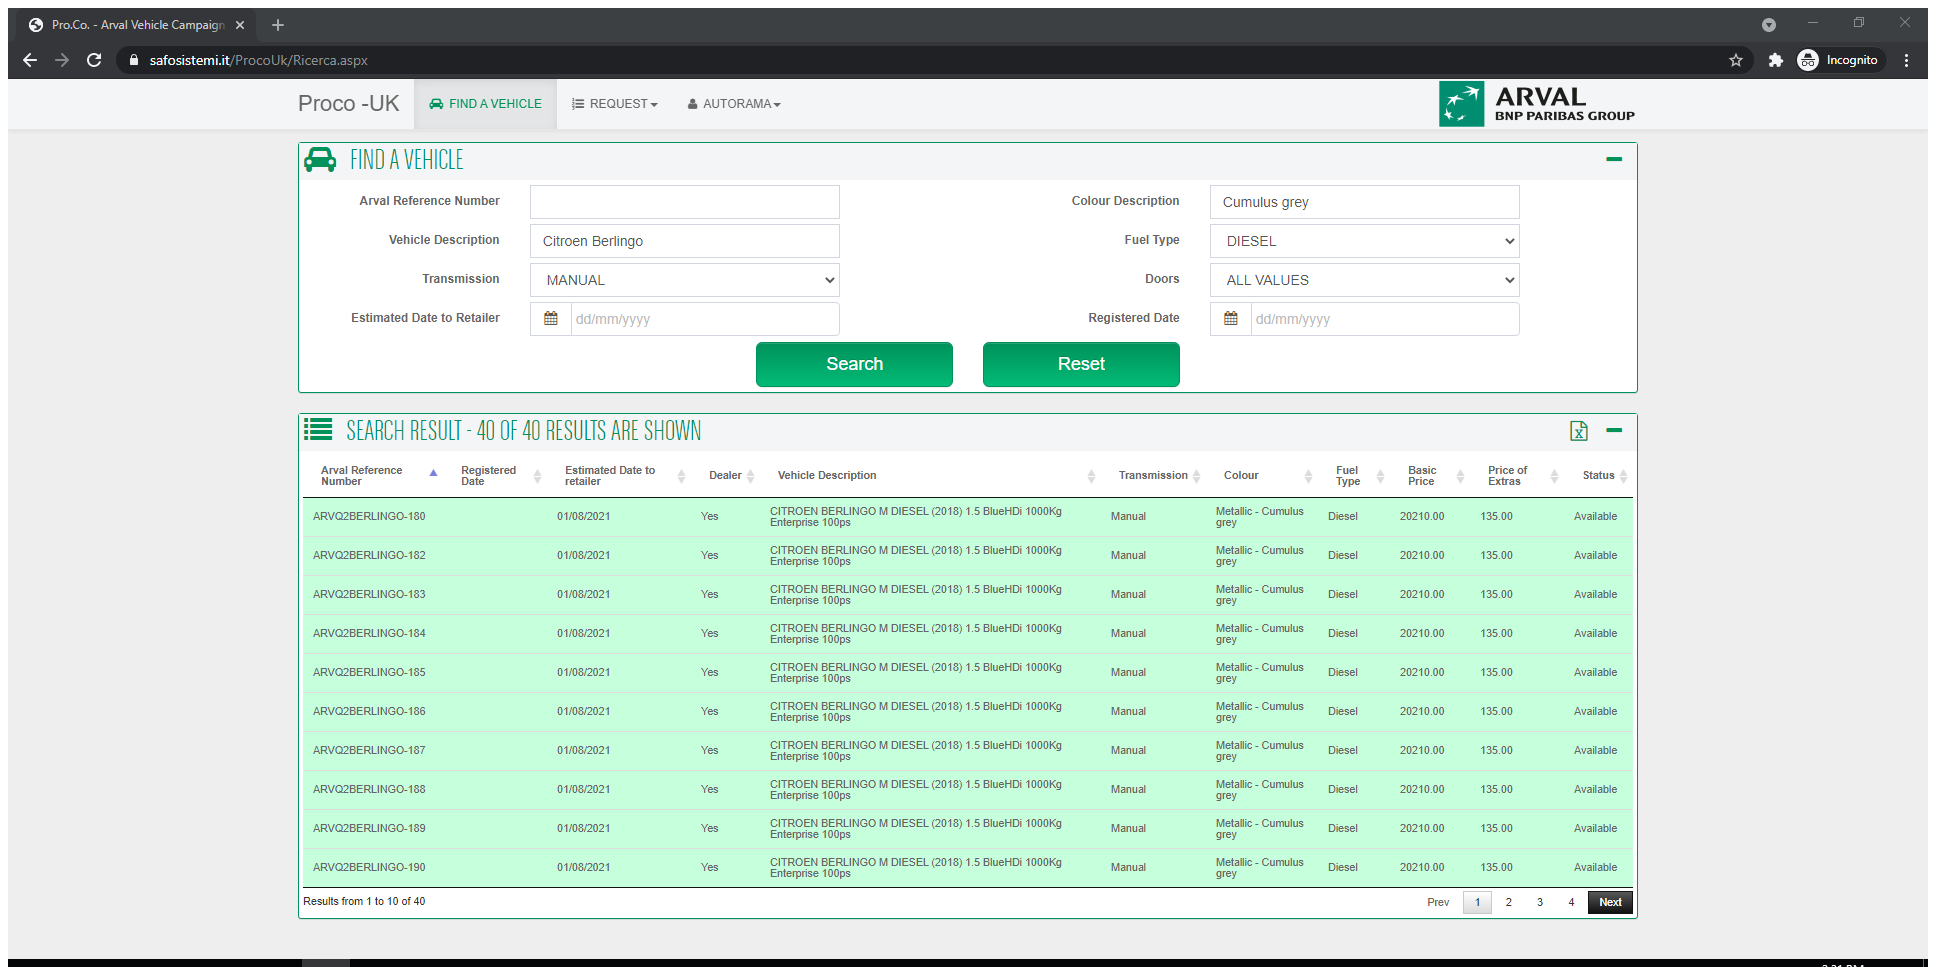 Pro.Co. - Arval Vehicle Campaign
safosistemi.it/ProcoUk/Ricerca.aspx
Incognito
Proco -UK
FIND A VEHICLE
REQUEST
AUTORAMA
ARVAL
BNP PARIBAS GROUP
FIND A VEHICLE
Arval Reference Number
Colour Description Cumulus grey
Vehicle Description Citroen Berlingo
Fuel Type DIESEL
Transmission MANUAL
Doors ALL VALUES
Estimated Date to Retailer dd/mm/yyyy
Registered Date dd/mm/yyyy
Search Reset
SEARCH RESULT - 40 OF 40 RESULTS ARE SHOWN
Arval Reference Number Registered Date Estimated Date to retailer Dealer Vehicle Description Transmission Colour Fuel Type Basic Price Price of Extras Status
ARVQ2BERLINGO-180 01/08/2021 Yes CITROEN BERLINGO M DIESEL (2018) 1.5 BlueHDi 1000Kg Enterprise 100ps Manual Metallic - Cumulus grey Diesel 20210.00 135.00 Available
ARVQ2BERLINGO-182 01/08/2021 Yes CITROEN BERLINGO M DIESEL (2018) 1.5 BlueHDi 1000Kg Enterprise 100ps Manual Metallic - Cumulus grey Diesel 20210.00 135.00 Available
ARVQ2BERLINGO-183 01/08/2021 Yes CITROEN BERLINGO M DIESEL (2018) 1.5 BlueHDi 1000Kg Enterprise 100ps Manual Metallic - Cumulus grey Diesel 20210.00 135.00 Available
ARVQ2BERLINGO-184 01/08/2021 Yes CITROEN BERLINGO M DIESEL (2018) 1.5 BlueHDi 1000Kg Enterprise 100ps Manual Metallic - Cumulus grey Diesel 20210.00 135.00 Available
ARVQ2BERLINGO-185 01/08/2021 Yes CITROEN BERLINGO M DIESEL (2018) 1.5 BlueHDi 1000Kg Enterprise 100ps Manual Metallic - Cumulus grey Diesel 20210.00 135.00 Available
ARVQ2BERLINGO-186 01/08/2021 Yes CITROEN BERLINGO M DIESEL (2018) 1.5 BlueHDi 1000Kg Enterprise 100ps Manual Metallic - Cumulus grey Diesel 20210.00 135.00 Available
ARVQ2BERLINGO-187 01/08/2021 Yes CITROEN BERLINGO M DIESEL (2018) 1.5 BlueHDi 1000Kg Enterprise 100ps Manual Metallic - Cumulus grey Diesel 20210.00 135.00 Available
ARVQ2BERLINGO-188 01/08/2021 Yes CITROEN BERLINGO M DIESEL (2018) 1.5 BlueHDi 1000Kg Enterprise 100ps Manual Metallic - Cumulus grey Diesel 20210.00 135.00 Available
ARVQ2BERLINGO-189 01/08/2021 Yes CITROEN BERLINGO M DIESEL (2018) 1.5 BlueHDi 1000Kg Enterprise 100ps Manual Metallic - Cumulus grey Diesel 20210.00 135.00 Available
ARVQ2BERLINGO-190 01/08/2021 Yes CITROEN BERLINGO M DIESEL (2018) 1.5 BlueHDi 1000Kg Enterprise 100ps Manual Metallic - Cumulus grey Diesel 20210.00 135.00 Available
Results from 1 to 10 of 40
Prev 1 2 3 4 Next